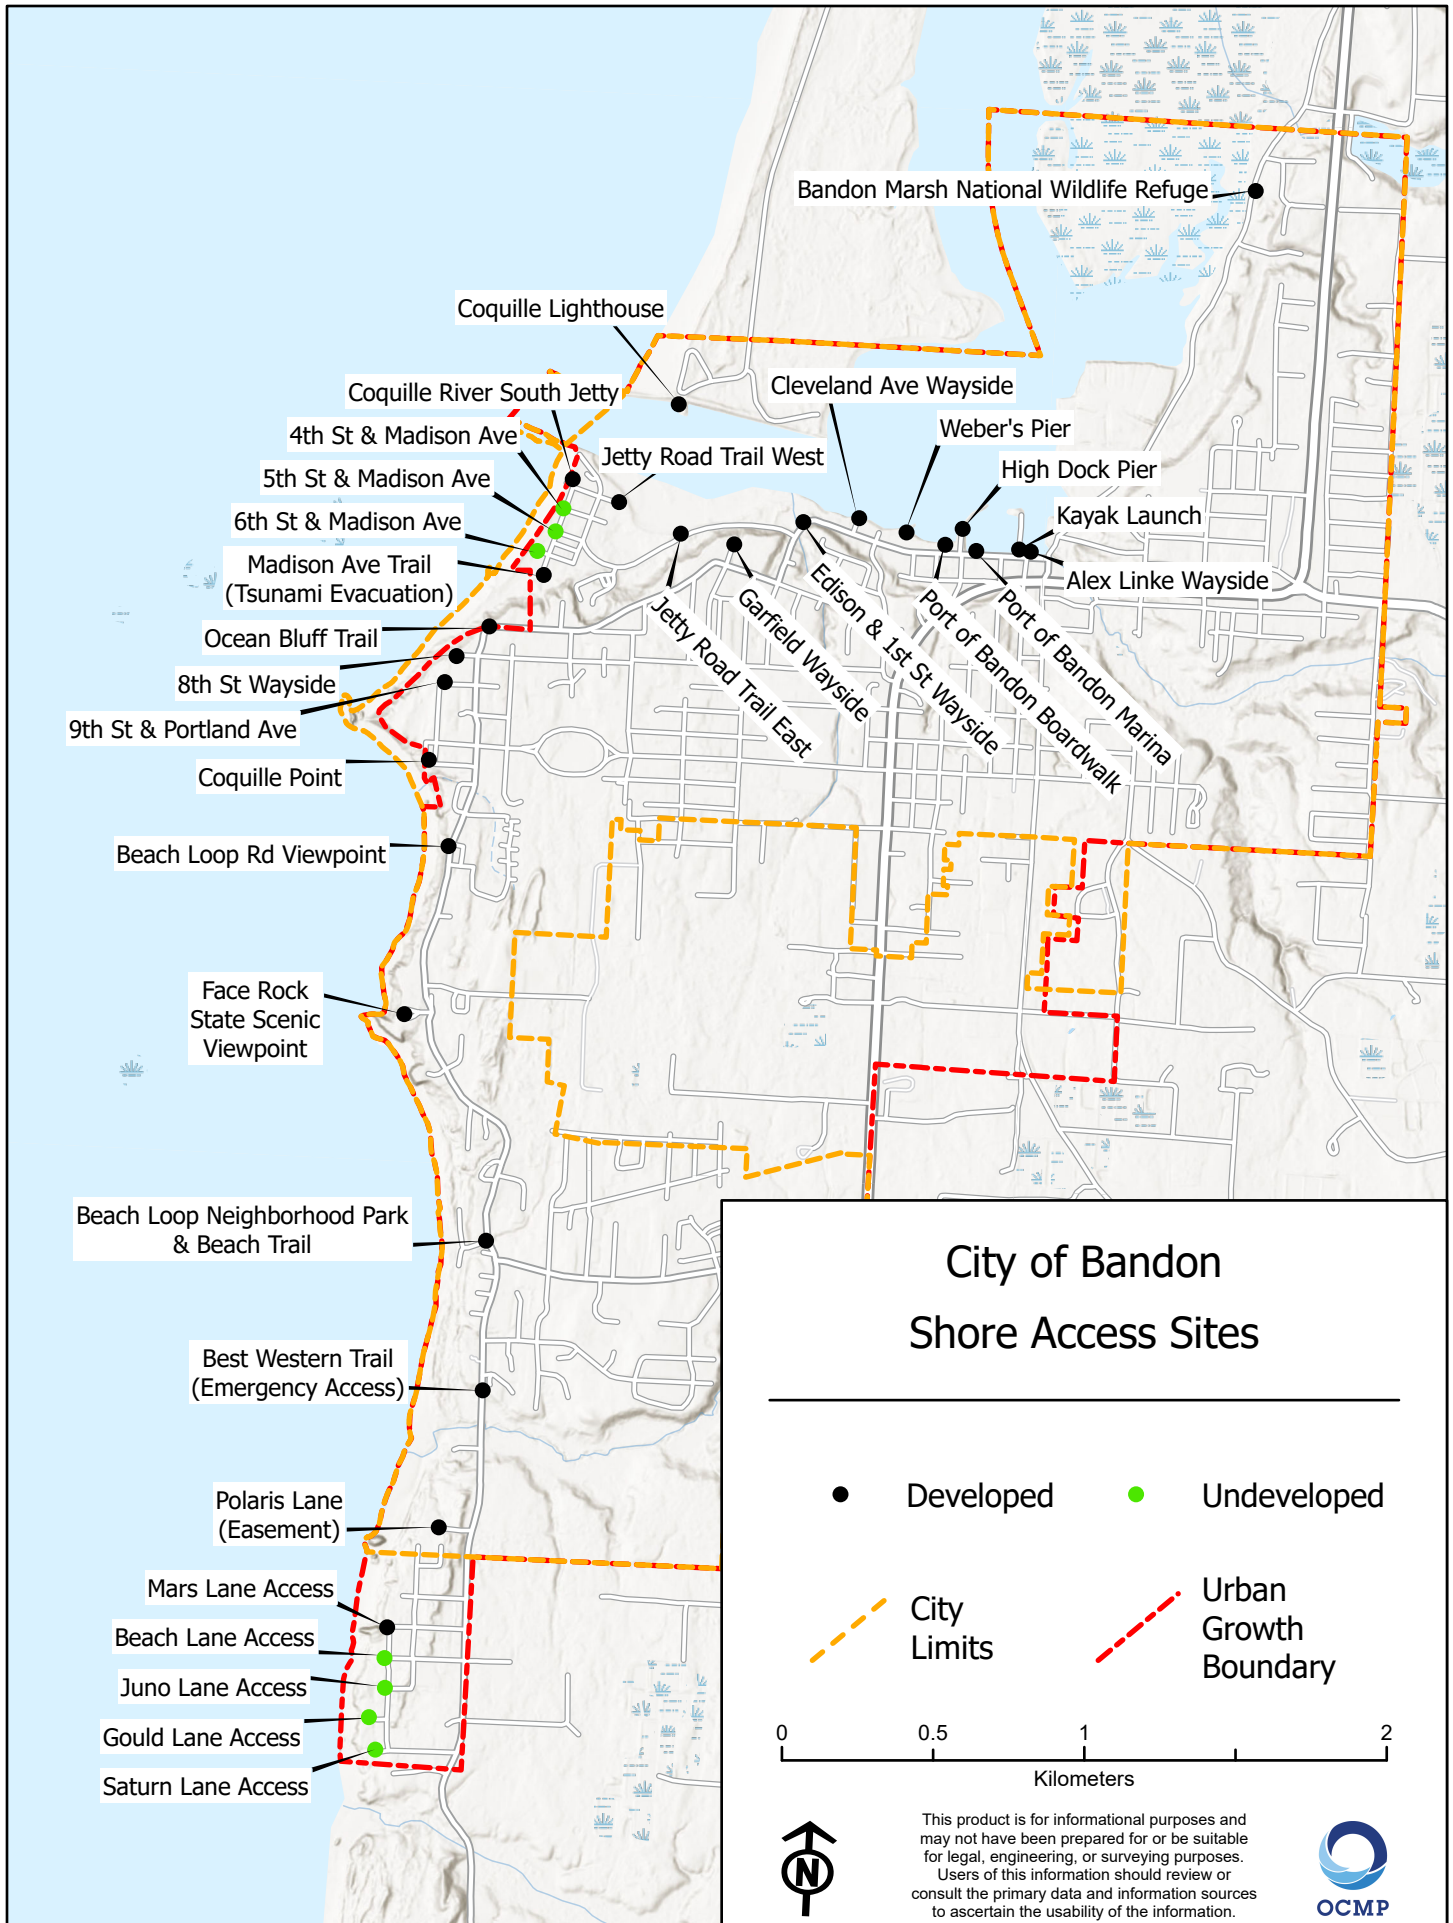 Bandon Marsh National Wildlife Refuge
Coquille Lighthouse
Coquille River South Jetty
Cleveland Ave Wayside
4th St & Madison Ave
Weber's Pier
Jetty Road Trail West
5th St & Madison Ave
High Dock Pier
6th St & Madison Ave
Kayak Launch
Madison Ave Trail
(Tsunami Evacuation)
Alex Linke Wayside
Jetty Road Trail East
Garfield Wayside
Edison & 1st St Wayside
Port of Bandon Boardwalk
Port of Bandon Marina
Ocean Bluff Trail
8th St Wayside
9th St & Portland Ave
Coquille Point
Beach Loop Rd Viewpoint
Face Rock
State Scenic
Viewpoint
Beach Loop Neighborhood Park
& Beach Trail
Best Western Trail
(Emergency Access)
Polaris Lane
(Easement)
Mars Lane Access
Beach Lane Access
Juno Lane Access
Gould Lane Access
Saturn Lane Access
City of Bandon
Shore Access Sites
Developed
Undeveloped
City
Limits
Urban
Growth
Boundary
0 0.5 1 2
Kilometers
N
This product is for informational purposes and
may not have been prepared for or be suitable
for legal, engineering, or surveying purposes.
Users of this information should review or
consult the primary data and information sources
to ascertain the usability of the information.
OCMP